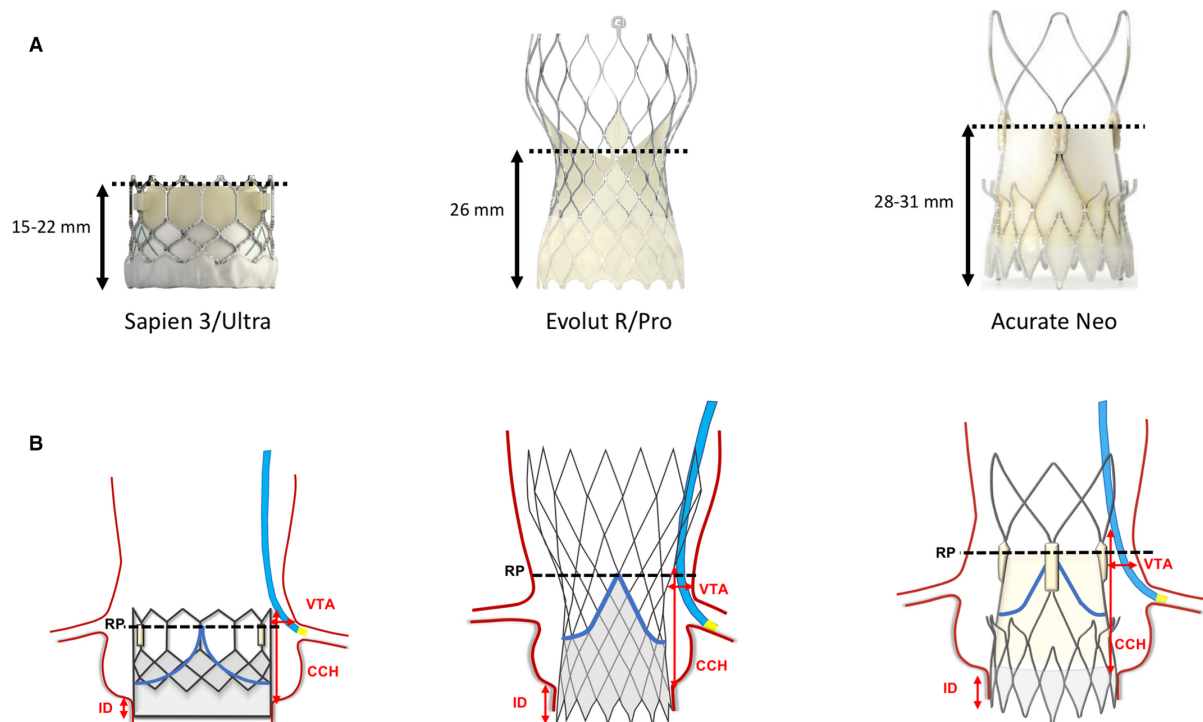 A
15-22 mm
26 mm
28-31 mm
Sapien 3/Ultra
Evolut R/Pro
Acurate Neo
B
RP
VTA
CCH
ID
RP
VTA
CCH
ID
RP
VTA
CCH
ID